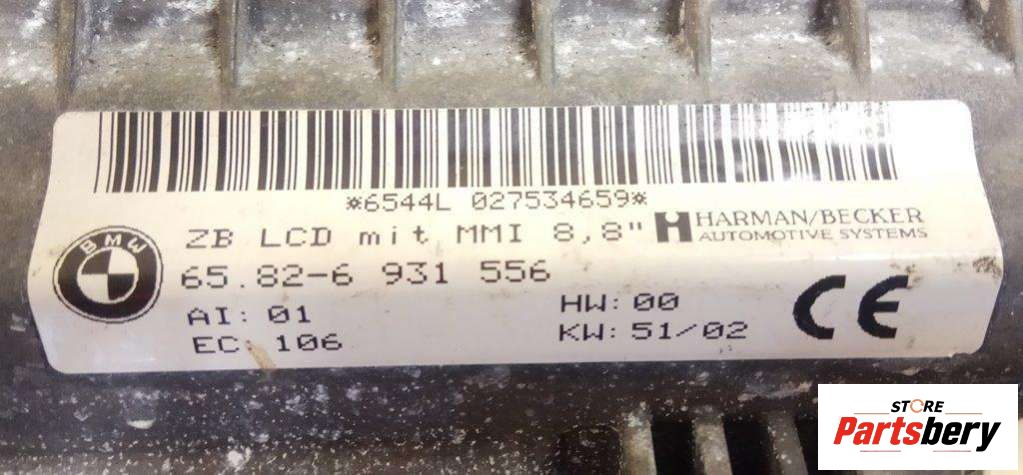 *6544L 027534659*
ZB LCD mit MMI 8,8" HARMAN/BECKER
AUTOMOTIVE SYSTEMS
BMW
65.82-6 931 556
AI: 01 HW: 00
EC: 106 KW: 51/02
CE
STORE
Partsbery